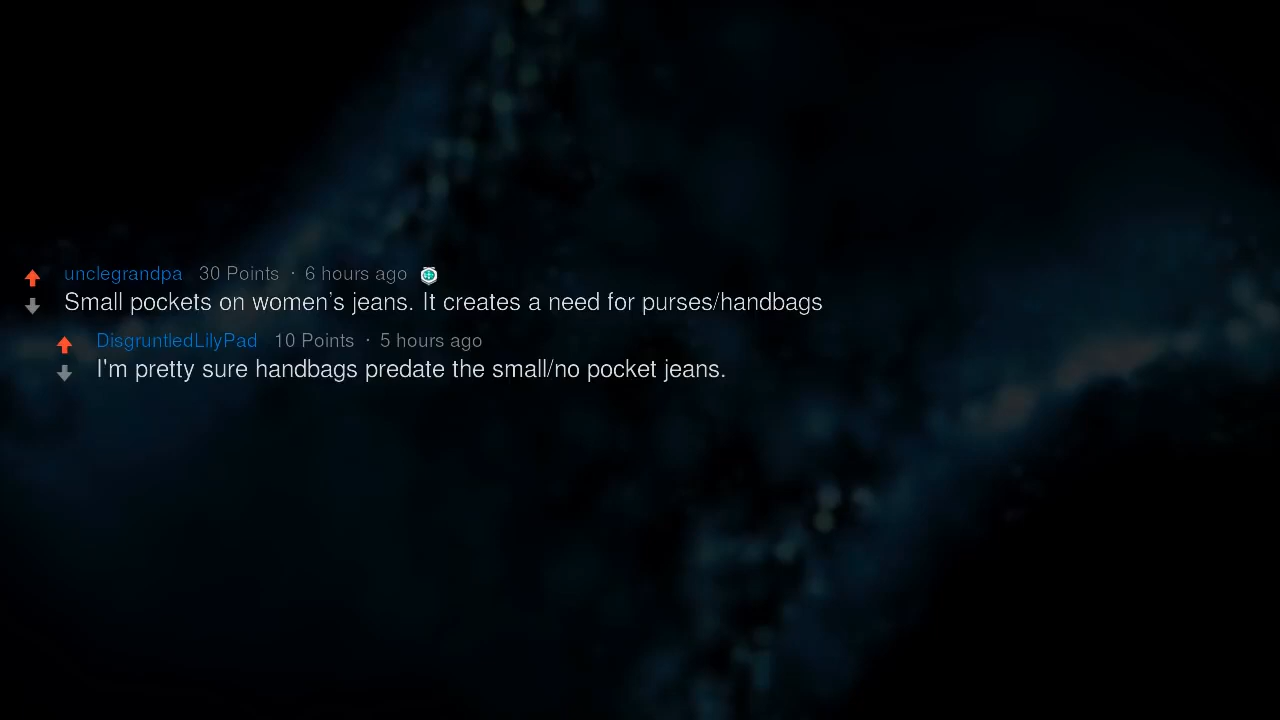 unclegrandpa 30 Points · 6 hours ago
Small pockets on women's jeans. It creates a need for purses/handbags
DisgruntledLilyPad 10 Points · 5 hours ago
I'm pretty sure handbags predate the small/no pocket jeans.